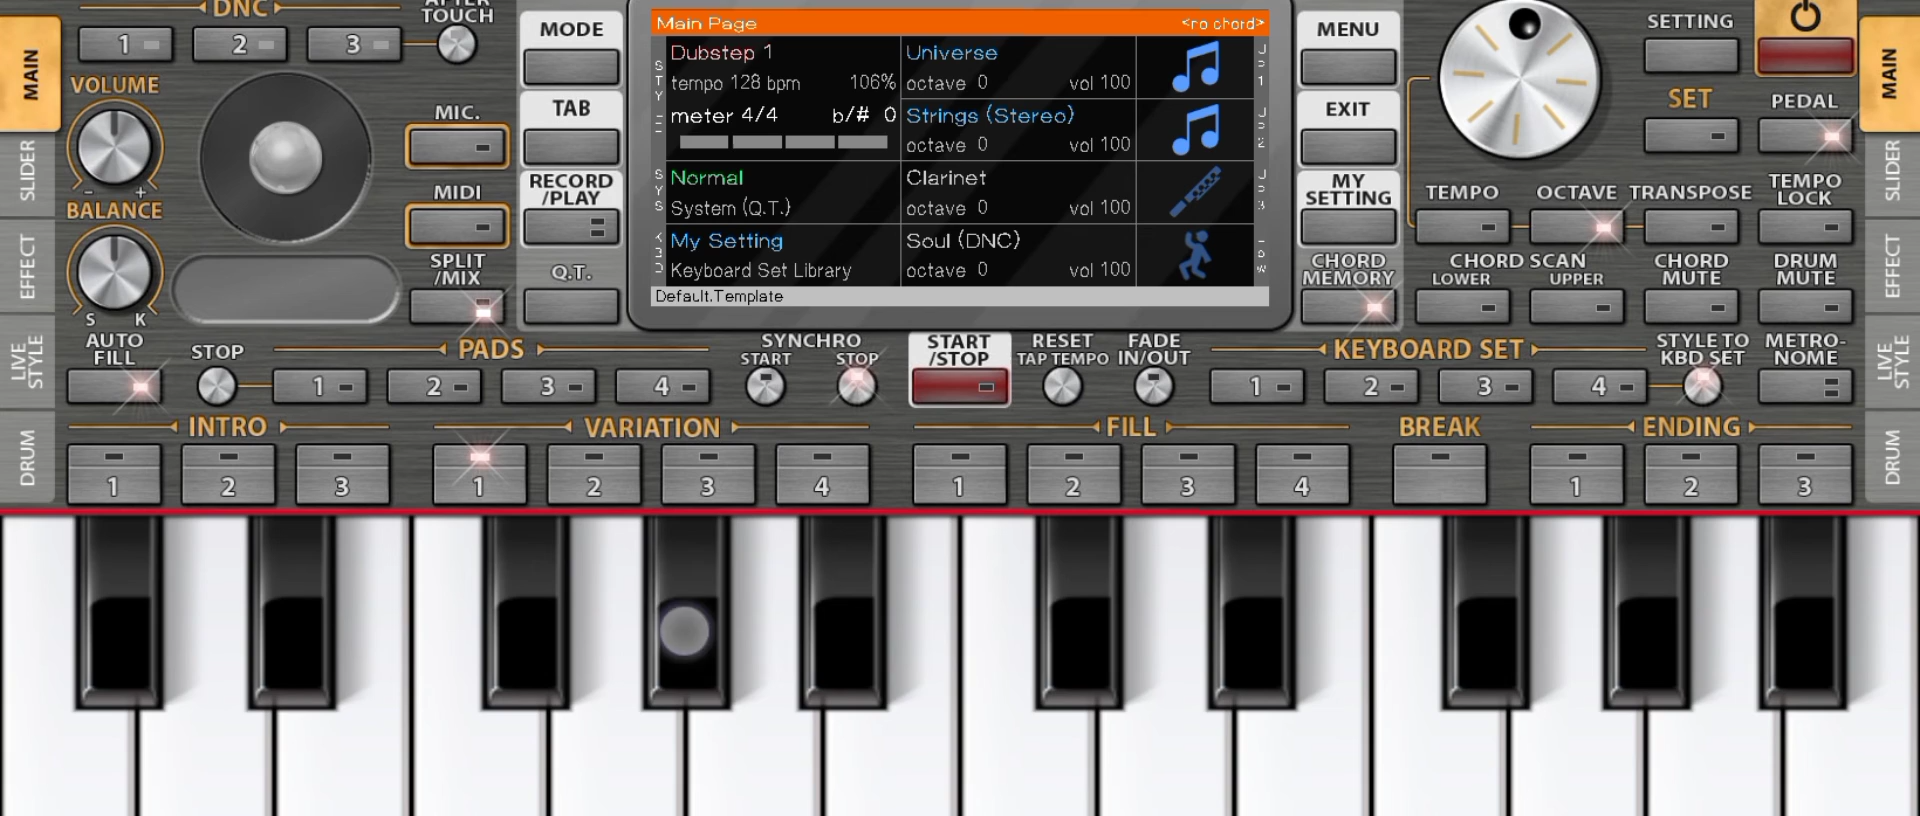 DNC
AFTER
TOUCH
1
2
3
VOLUME
- +
BALANCE
S K
MIC.
MIDI
SPLIT
/MIX
MODE
TAB
RECORD
/PLAY
Q.T.
Main Page <no chord>
Dubstep 1
tempo 128 bpm 106%
meter 4/4 b/# 0
Normal
System (Q.T.)
My Setting
Keyboard Set Library
Universe
octave 0 vol 100
Strings (Stereo)
octave 0 vol 100
Clarinet
octave 0 vol 100
Soul (DNC)
octave 0 vol 100
Default.Template
MENU
EXIT
MY
SETTING
CHORD
MEMORY
SETTING
SET
PEDAL
TEMPO
OCTAVE
TRANSPOSE
TEMPO
LOCK
CHORD SCAN
LOWER UPPER
CHORD
MUTE
DRUM
MUTE
MAIN
SLIDER
EFFECT
LIVE
STYLE
DRUM
MAIN
SLIDER
EFFECT
LIVE
STYLE
DRUM
AUTO
FILL
STOP
PADS
1
2
3
4
SYNCHRO
START STOP
START
/STOP
RESET
TAP TEMPO
FADE
IN/OUT
KEYBOARD SET
1
2
3
4
STYLE TO
KBD SET
METRO-
NOME
INTRO
1
2
3
VARIATION
1
2
3
4
FILL
1
2
3
4
BREAK
ENDING
1
2
3